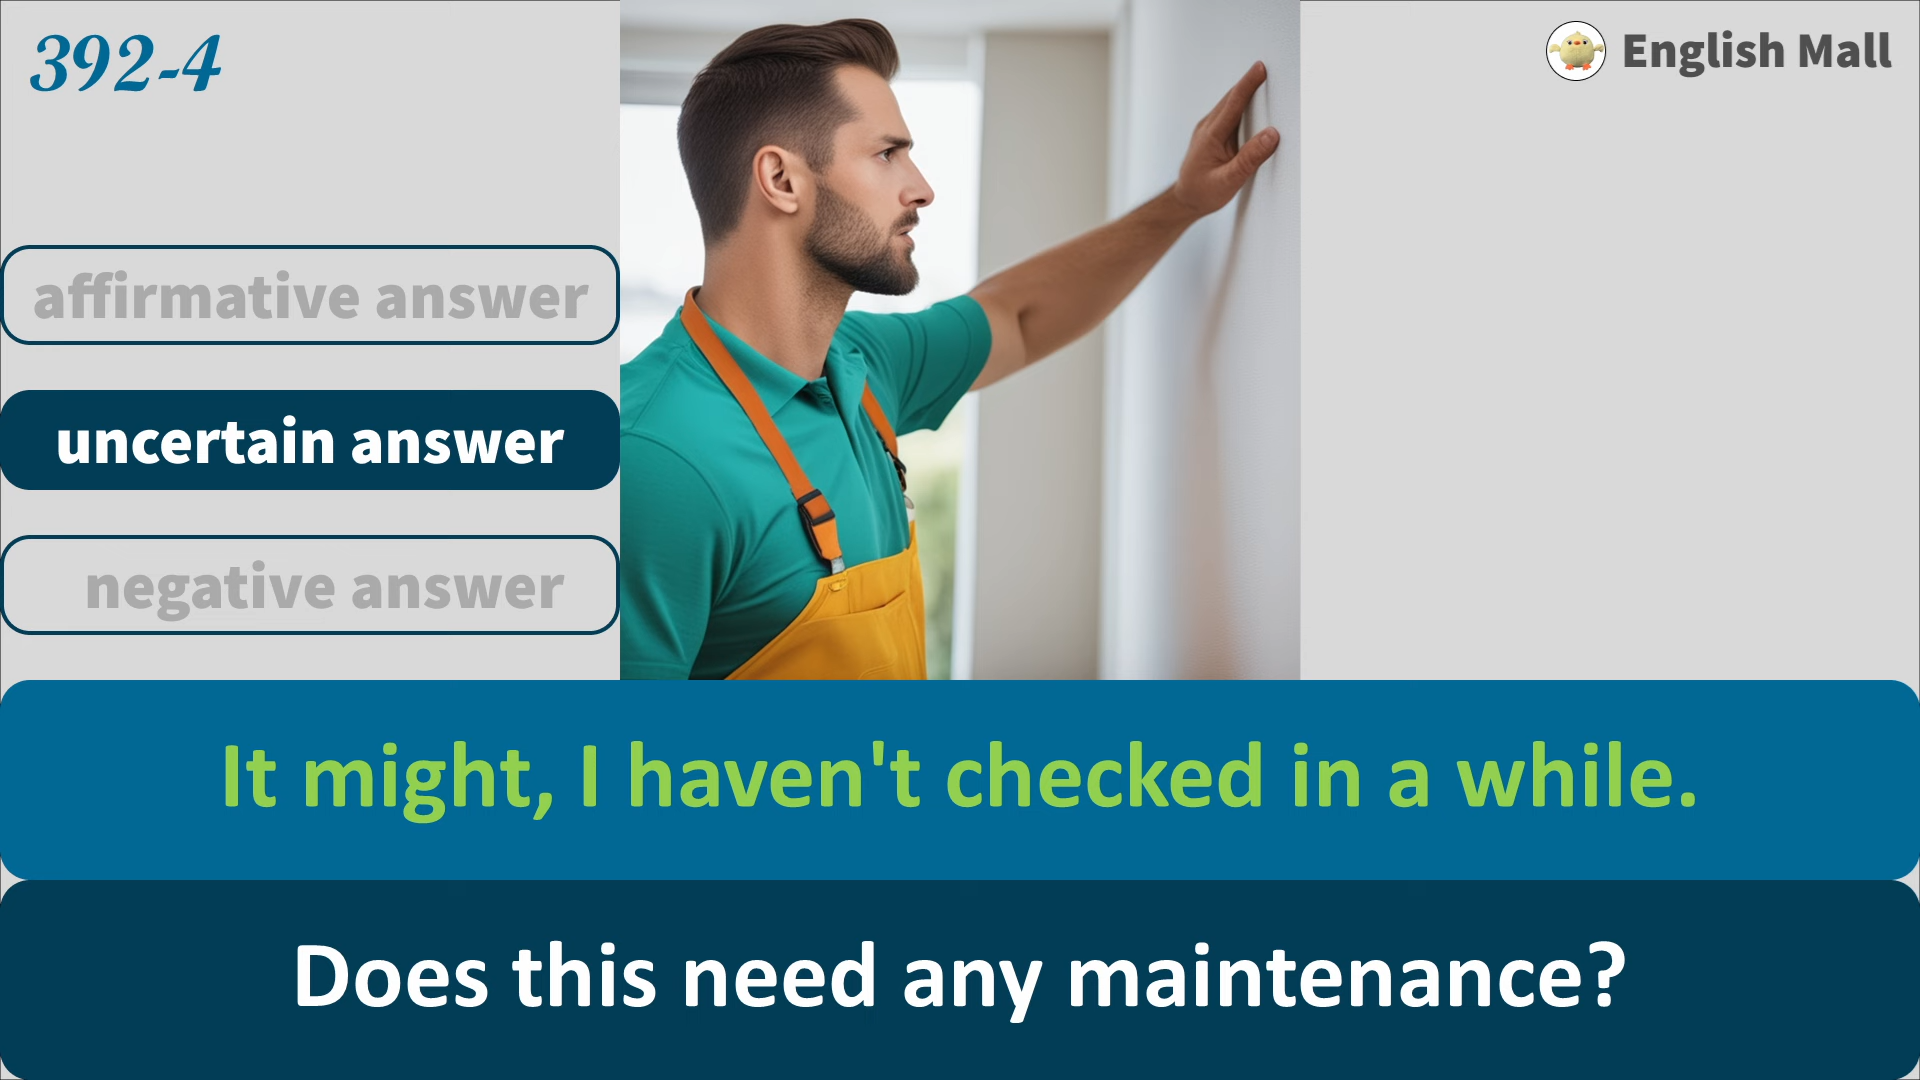 392-4
English Mall
affirmative answer
uncertain answer
negative answer
It might, I haven't checked in a while.
Does this need any maintenance?